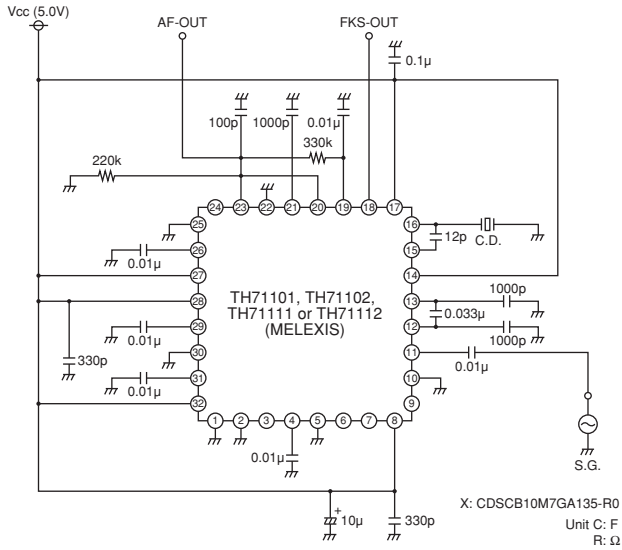 Vcc (5.0V)
AF-OUT
FKS-OUT
0.1μ
100p
1000p
0.01μ
330k
220k
24
23
22
21
20
19
18
17
25
16
12p
C.D.
26
15
0.01μ
27
14
TH71101, TH71102,
TH71111 or TH71112
(MELEXIS)
28
13
1000p
0.033μ
29
12
0.01μ
1000p
330p
30
11
0.01μ
31
10
0.01μ
32
9
1
2
3
4
5
6
7
8
S.G.
0.01μ
X: CDSCB10M7GA135-R0
+
10μ
330p
Unit C: F
R: Ω